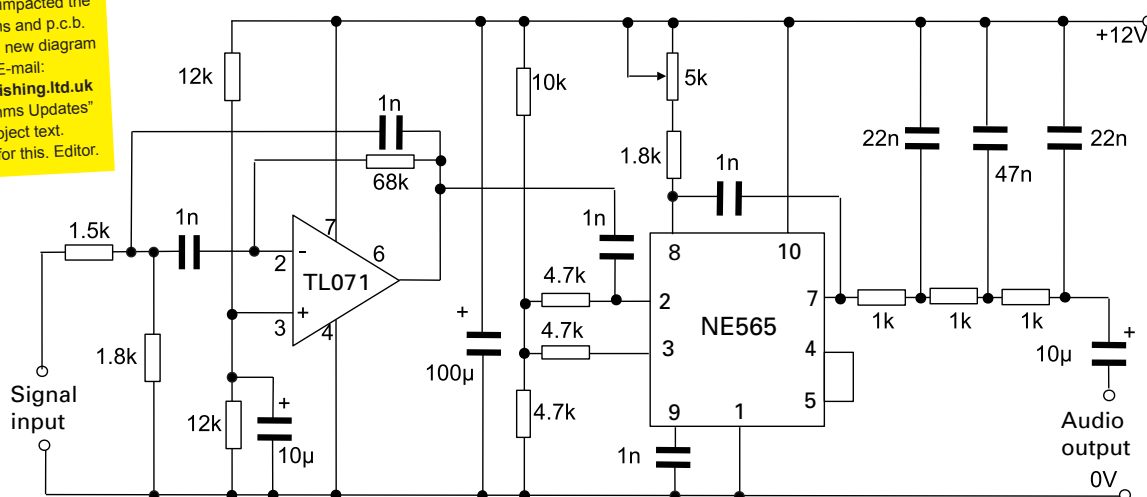 impacted the
ns and p.c.b.
new diagram
E-mail:
ishing.ltd.uk
ms Updates”
bject text.
for this. Editor.
+12V
12k
1n
68k
10k
5k
1.8k
1n
22n
47n
22n
1.5k
1n
7
2
-
6
TL071
+
3
4
1n
8
10
4.7k
2
7
NE565
4.7k
3
4
5
1k
1k
1k
+
10µ
1.8k
+
100µ
Signal
input
12k
+
10µ
4.7k
9
1
1n
Audio
output
0V